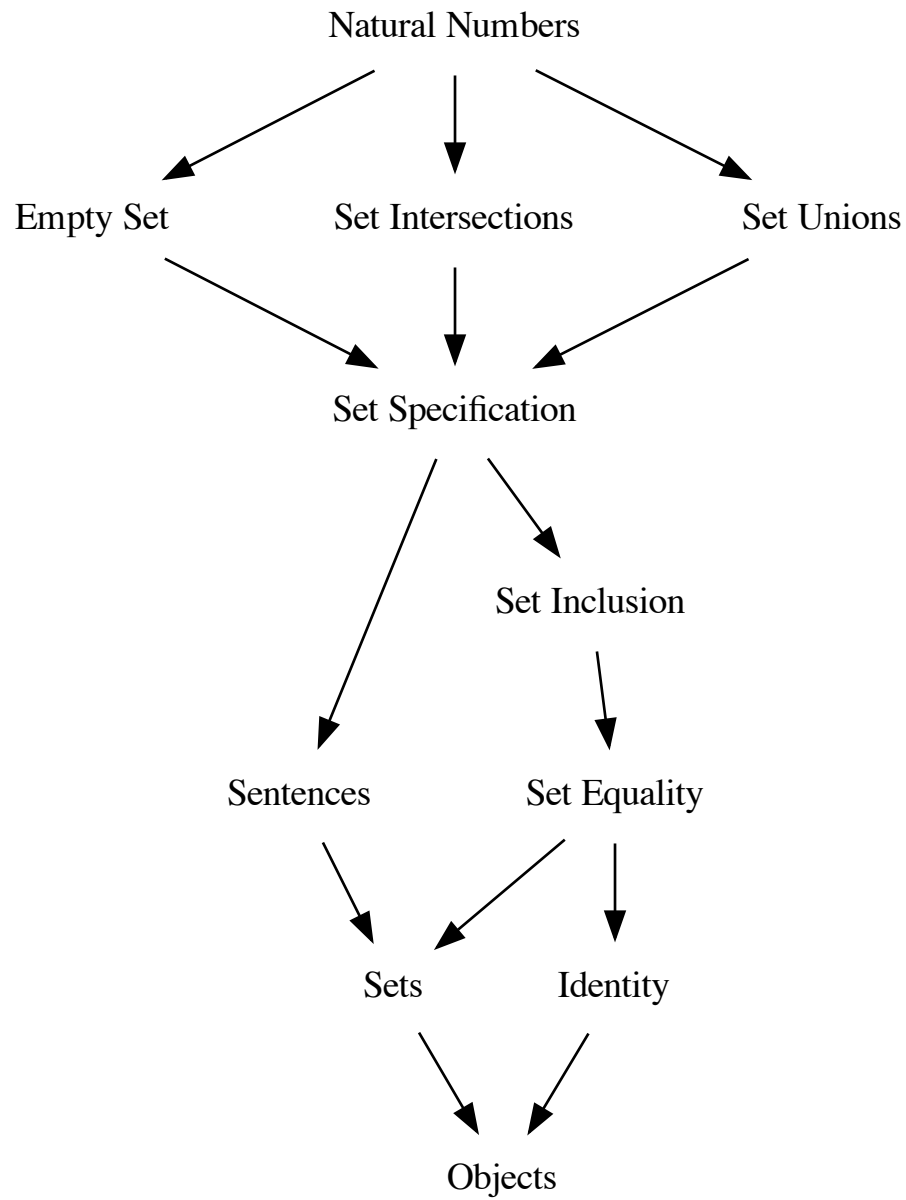 Natural Numbers
Empty Set
Set Intersections
Set Unions
Set Specification
Set Inclusion
Sentences
Set Equality
Sets
Identity
Objects